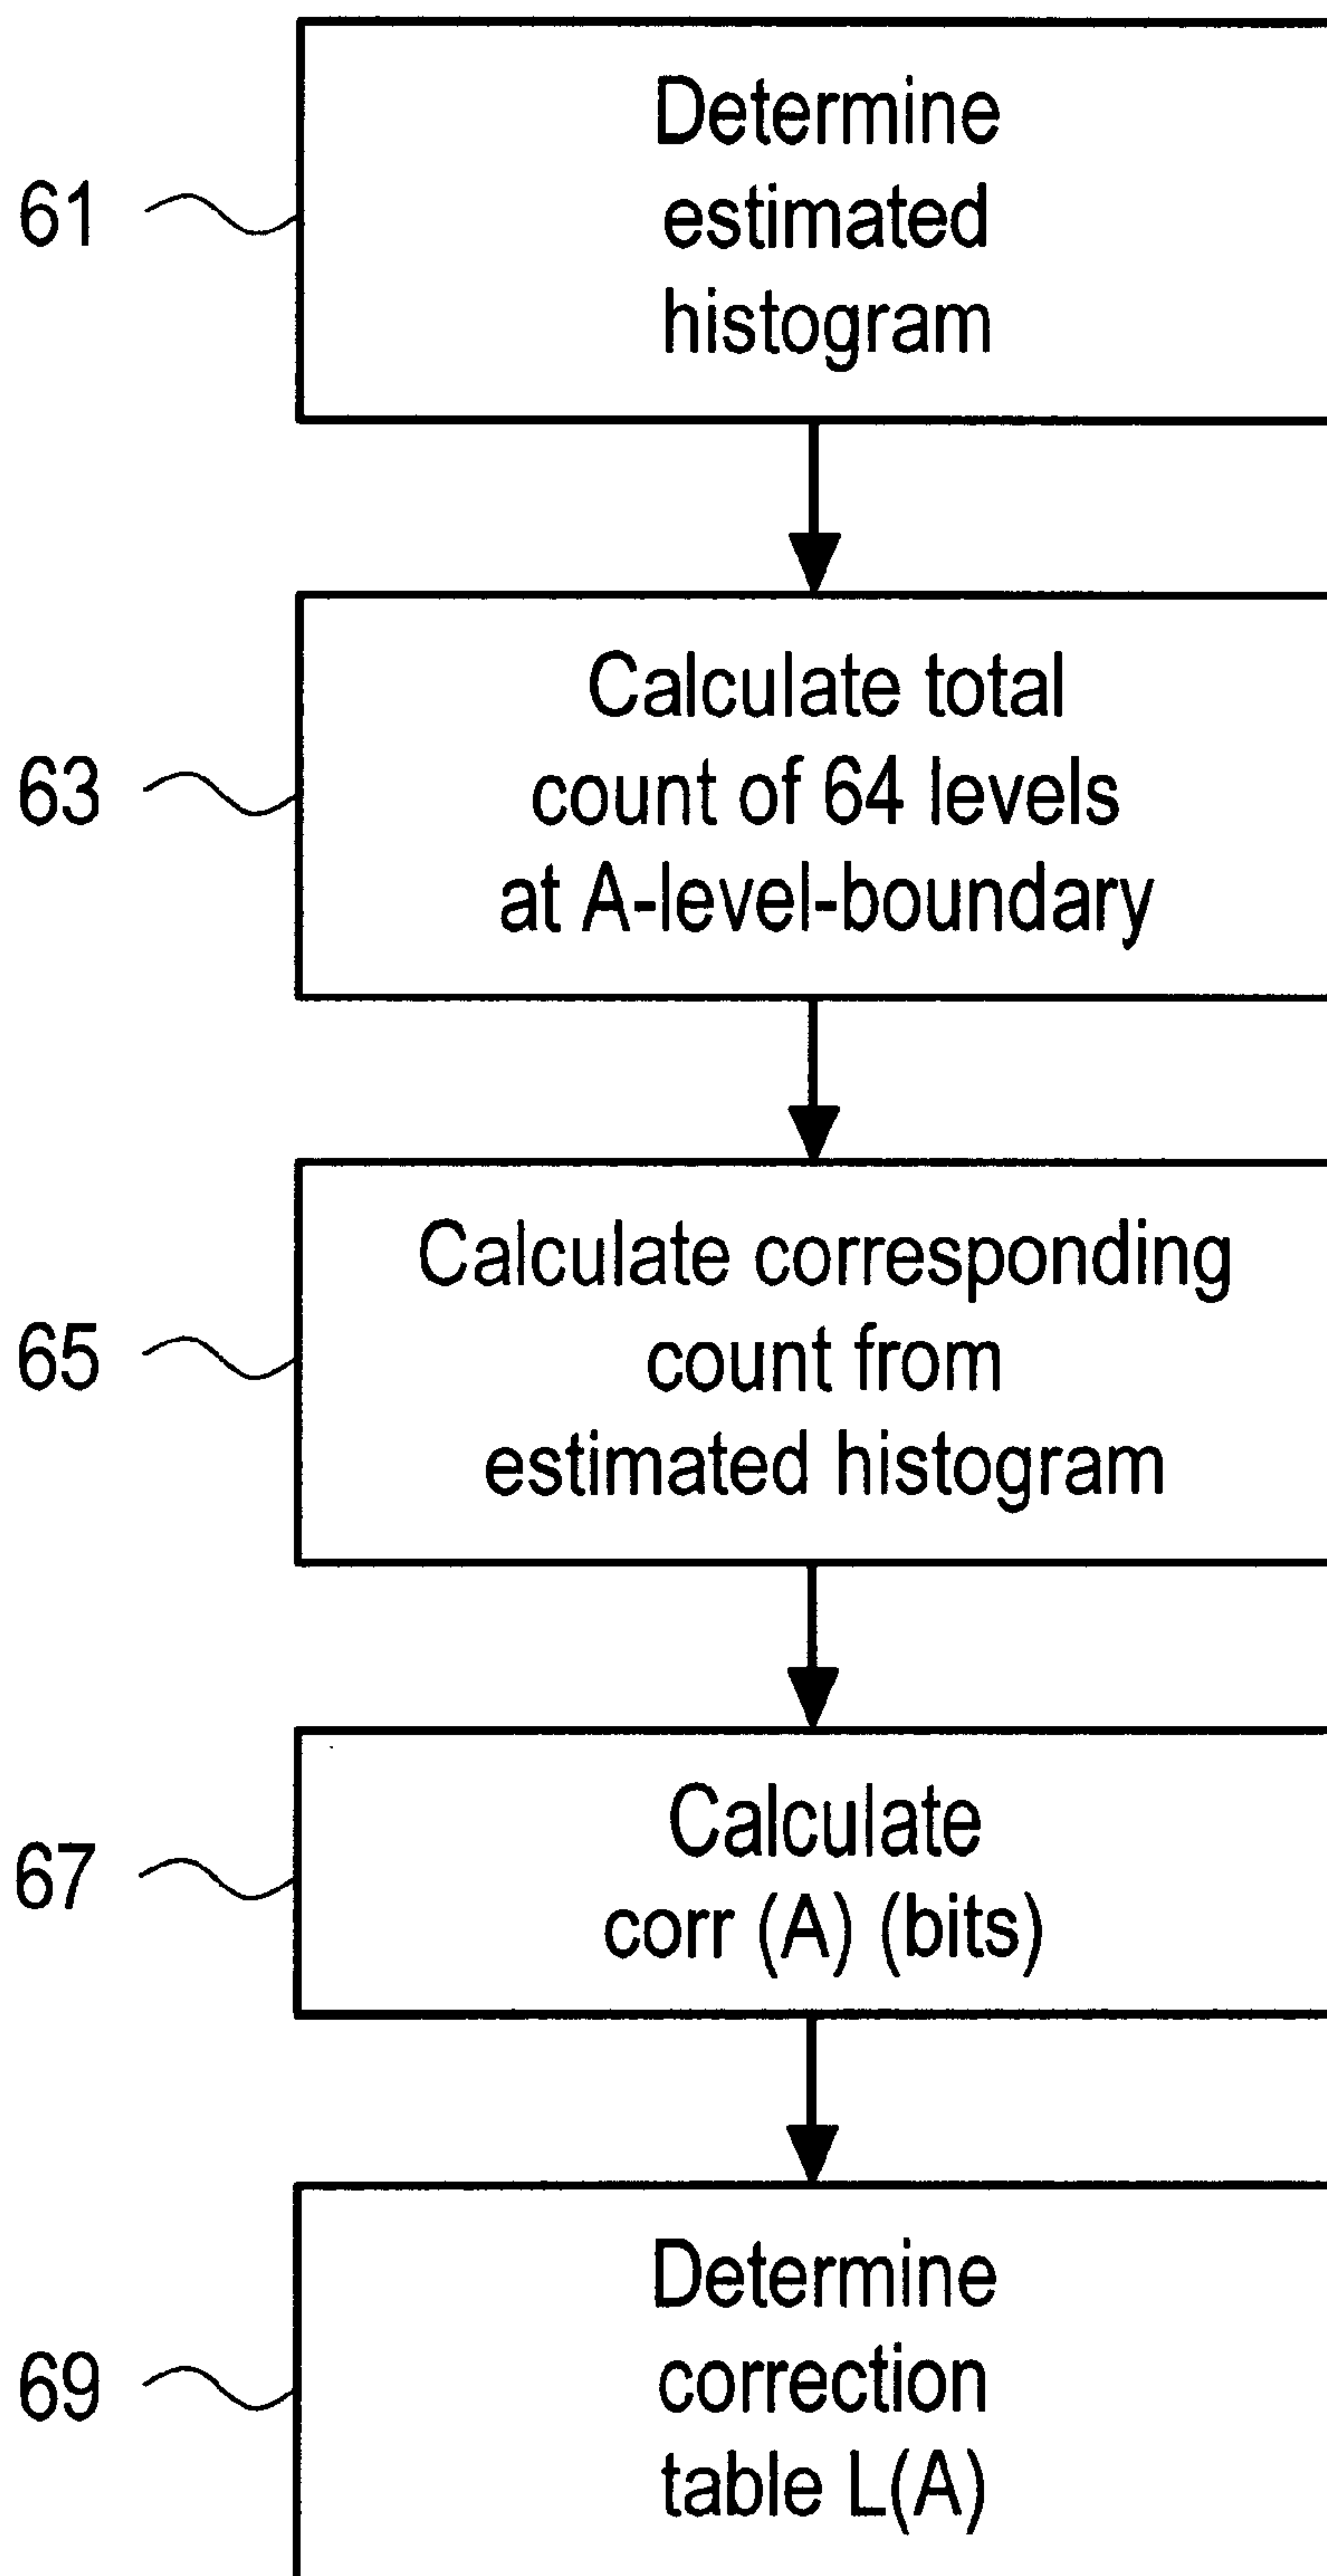 61
Determine
estimated
histogram
63
Calculate total
count of 64 levels
at A-level-boundary
65
Calculate corresponding
count from
estimated histogram
67
Calculate
corr (A) (bits)
69
Determine
correction
table L(A)